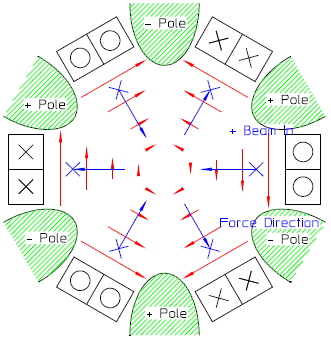 - Pole
+ Pole
+ Pole
+ Beam In
Force Direction
- Pole
- Pole
+ Pole